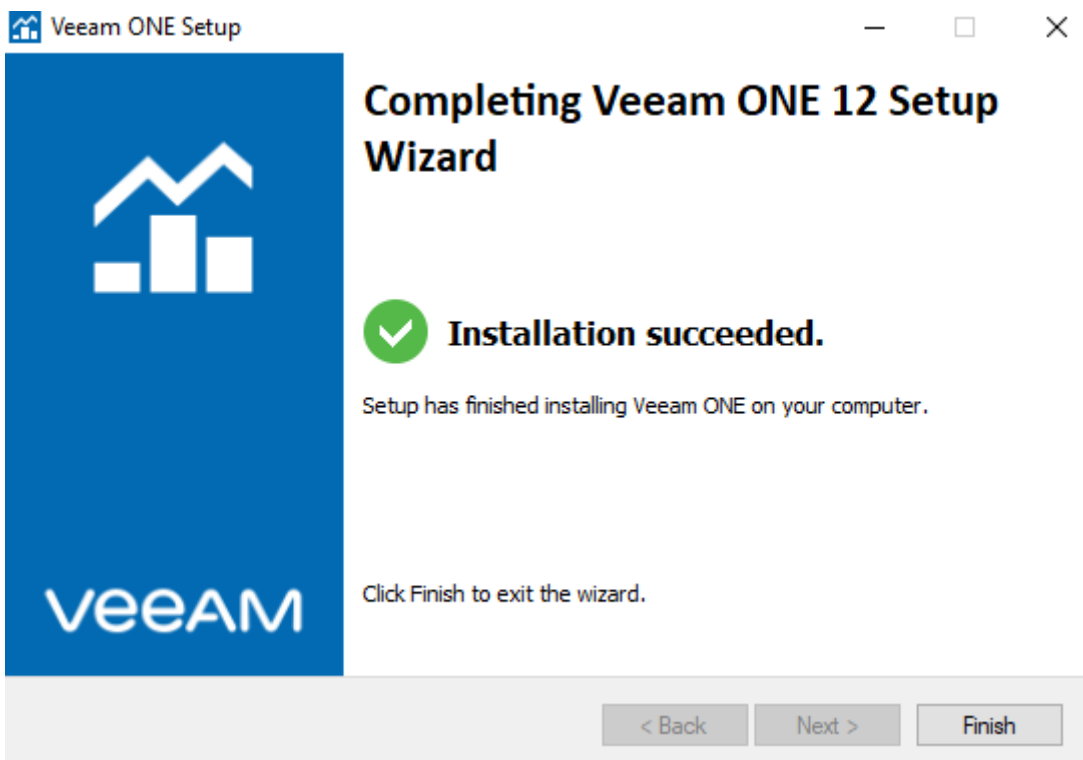 Veeam ONE Setup
Completing Veeam ONE 12 Setup
Wizard
Installation succeeded.
Setup has finished installing Veeam ONE on your computer.
Click Finish to exit the wizard.
veeAM
< Back
Next >
Finish